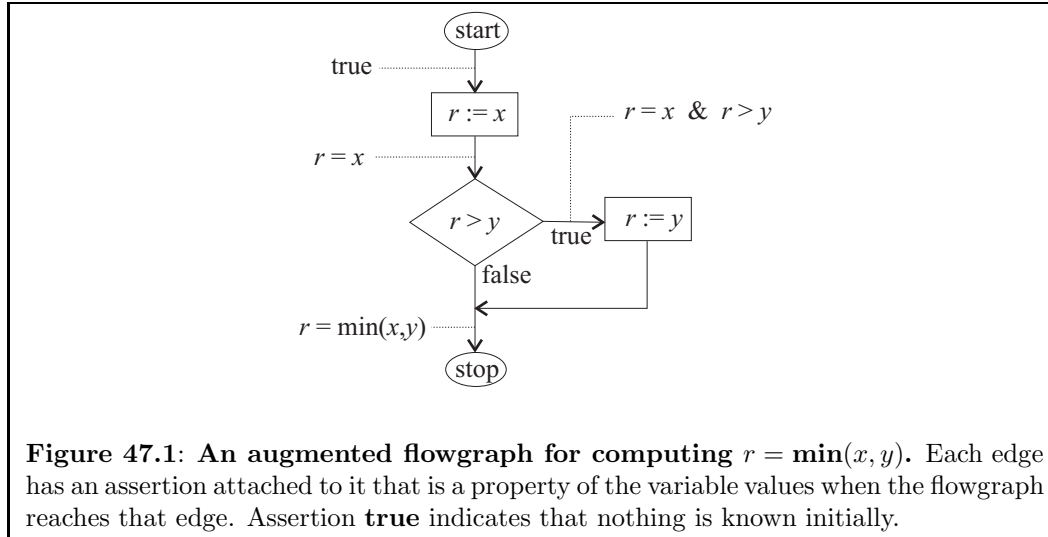 start
true
r := x
r = x & r > y
r = x
r > y
true
r := y
false
r = min(x,y)
stop
Figure 47.1: An augmented flowgraph for computing r = min(x, y). Each edge
has an assertion attached to it that is a property of the variable values when the flowgraph
reaches that edge. Assertion true indicates that nothing is known initially.